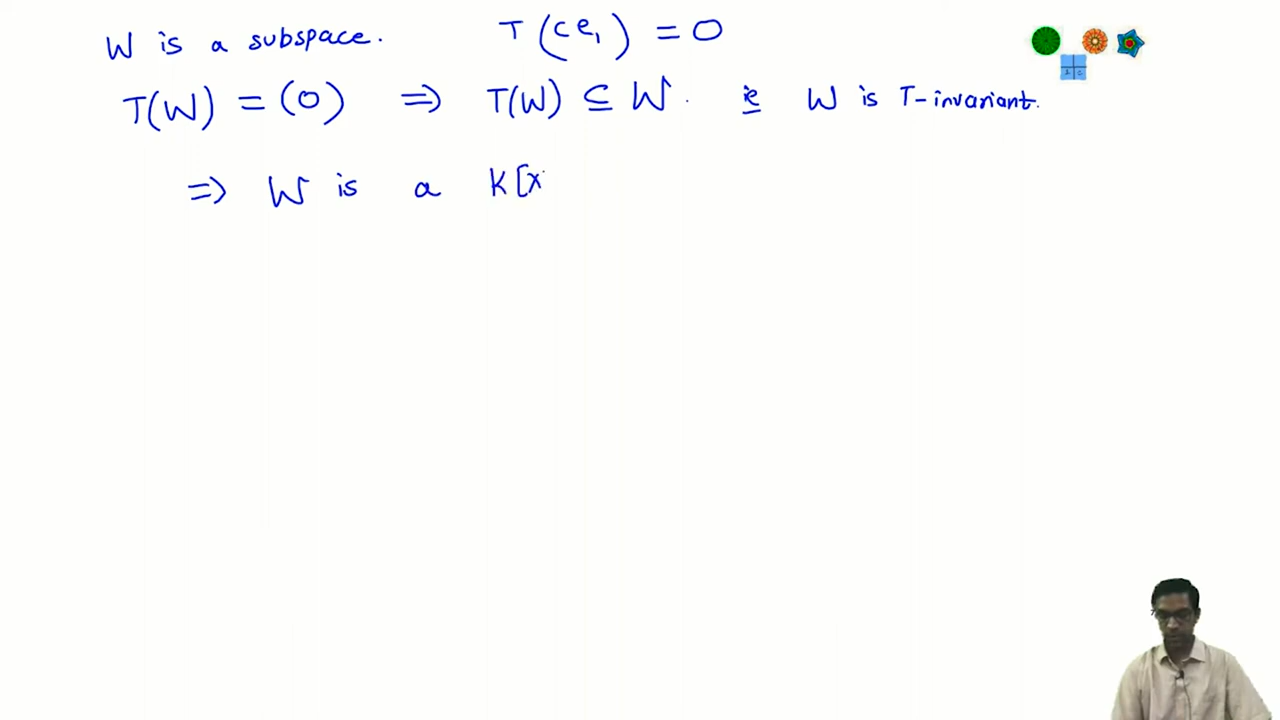 W is a subspace. T(ce₁) = 0
T(W) = (0) ⇒ T(W) ⊆ W. ie W is T-invariant.
⇒ W is a K[x